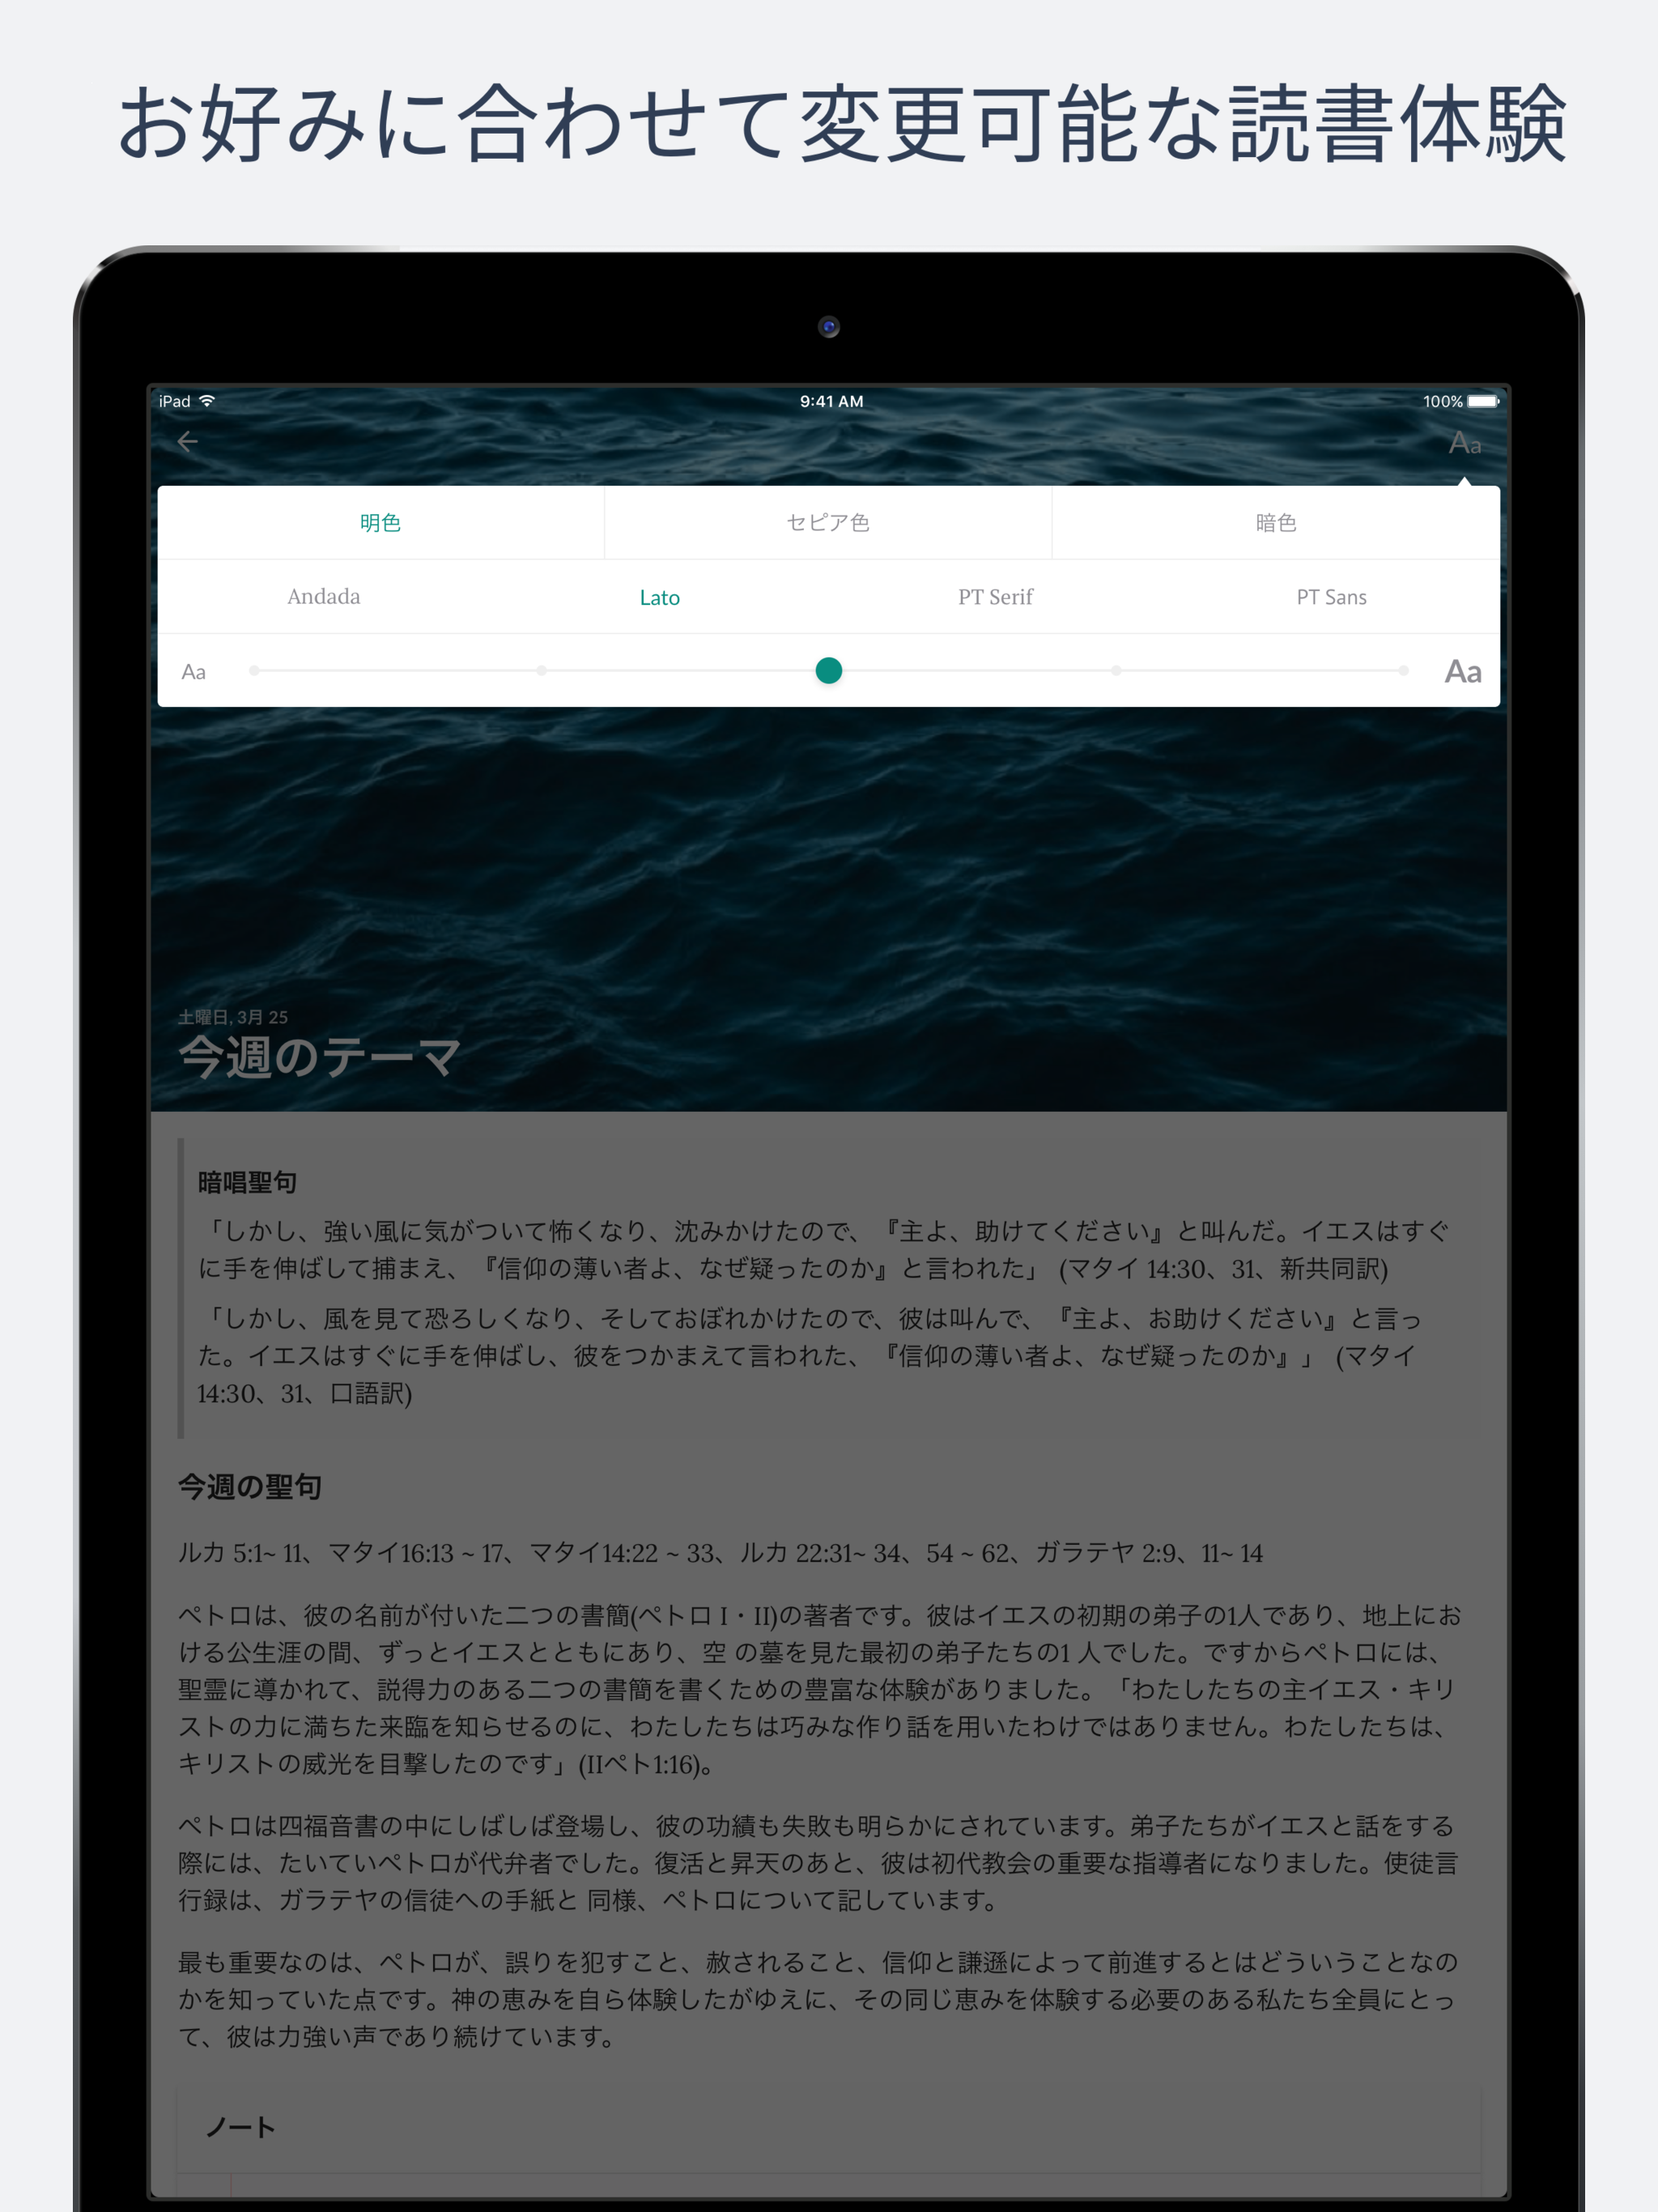 お好みに合わせて変更可能な読書体験
iPad 9:41 AM 100%
Aa
明色 セピア色 暗色
Andada Lato PT Serif PT Sans
Aa Aa
土曜日, 3月 25
今週のテーマ
暗唱聖句
「しかし、強い風に気がついて怖くなり、沈みかけたので、『主よ、助けてください』と叫んだ。イエスはすぐ
に手を伸ばして捕まえ、『信仰の薄い者よ、なぜ疑ったのか』と言われた」 (マタイ 14:30、31、新共同訳)
「しかし、風を見て恐ろしくなり、そしておぼれかけたので、彼は叫んで、『主よ、お助けください』と言っ
た。イエスはすぐに手を伸ばし、彼をつかまえて言われた、『信仰の薄い者よ、なぜ疑ったのか』」 (マタイ
14:30、31、口語訳)
今週の聖句
ルカ 5:1~ 11、マタイ16:13 ~ 17、マタイ14:22 ~ 33、ルカ 22:31~ 34、54 ~ 62、ガラテヤ 2:9、11~ 14
ペトロは、彼の名前が付いた二つの書簡(ペトロ I・II)の著者です。彼はイエスの初期の弟子の1人であり、地上にお
ける公生涯の間、ずっとイエスとともにあり、空 の墓を見た最初の弟子たちの1 人でした。ですからペトロには、
聖霊に導かれて、説得力のある二つの書簡を書くための豊富な体験がありました。「わたしたちの主イエス・キリ
ストの力に満ちた来臨を知らせるのに、わたしたちは巧みな作り話を用いたわけではありません。わたしたちは、
キリストの威光を目撃したのです」(IIペト1:16)。
ペトロは四福音書の中にしばしば登場し、彼の功績も失敗も明らかにされています。弟子たちがイエスと話をする
際には、たいていペトロが代弁者でした。復活と昇天のあと、彼は初代教会の重要な指導者になりました。使徒言
行録は、ガラテヤの信徒への手紙と 同様、ペトロについて記しています。
最も重要なのは、ペトロが、誤りを犯すこと、赦されること、信仰と謙遜によって前進するとはどういうことなの
かを知っていた点です。神の恵みを自ら体験したがゆえに、その同じ恵みを体験する必要のある私たち全員にとっ
て、彼は力強い声であり続けています。
ノート